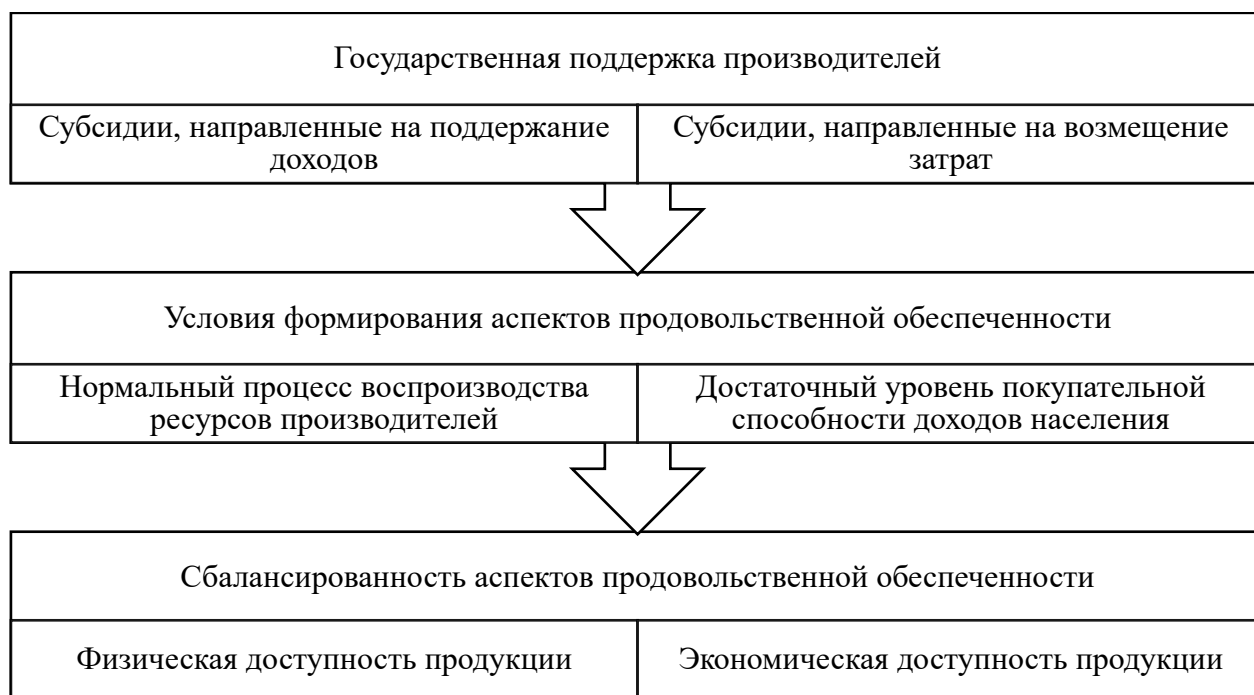 Государственная поддержка производителей
Субсидии, направленные на поддержание
доходов
Субсидии, направленные на возмещение
затрат
Условия формирования аспектов продовольственной обеспеченности
Нормальный процесс воспроизводства
ресурсов производителей
Достаточный уровень покупательной
способности доходов населения
Сбалансированность аспектов продовольственной обеспеченности
Физическая доступность продукции
Экономическая доступность продукции